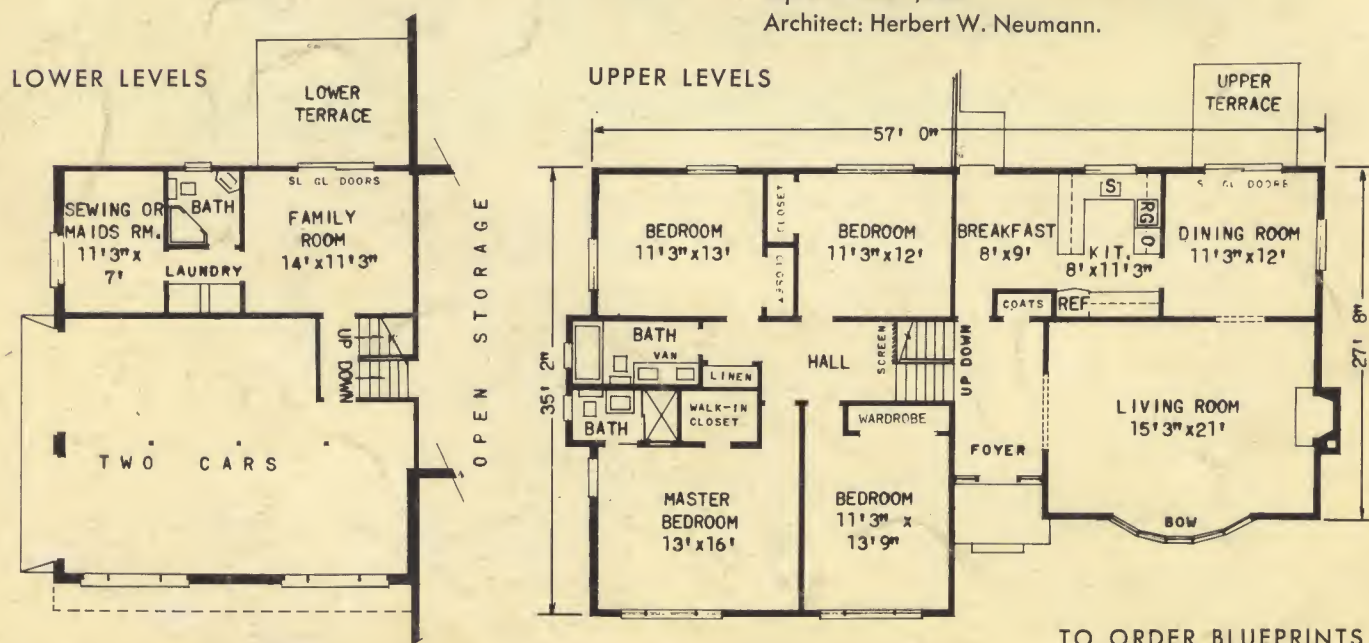 Architect: Herbert W. Neumann.
LOWER LEVELS
LOWER
TERRACE
SL GL DOORS
SEWING OR
MAIDS RM.
11'3" x
7'
BATH
FAMILY
ROOM
14'x11'3"
LAUNDRY
UP
DOWN
TWO CARS
OPEN STORAGE
UPPER LEVELS
UPPER
TERRACE
57' 0"
BEDROOM
11'3"x13'
CLOSET
CLOSET
BEDROOM
11'3"x12'
BREAKFAST
8'x9'
S
RG
O
KIT.
8'x11'3"
S GL DOORS
DINING ROOM
11'3"x12'
COATS
REF
35' 2"
BATH
VAN
LINEN
HALL
SCREEN
UP DOWN
27' 8"
BATH
WALK-IN
CLOSET
WARDROBE
LIVING ROOM
15'3"x21'
FOYER
MASTER
BEDROOM
13'x16'
BEDROOM
11'3" x
13'9"
BOW
TO ORDER BLUEPRINTS